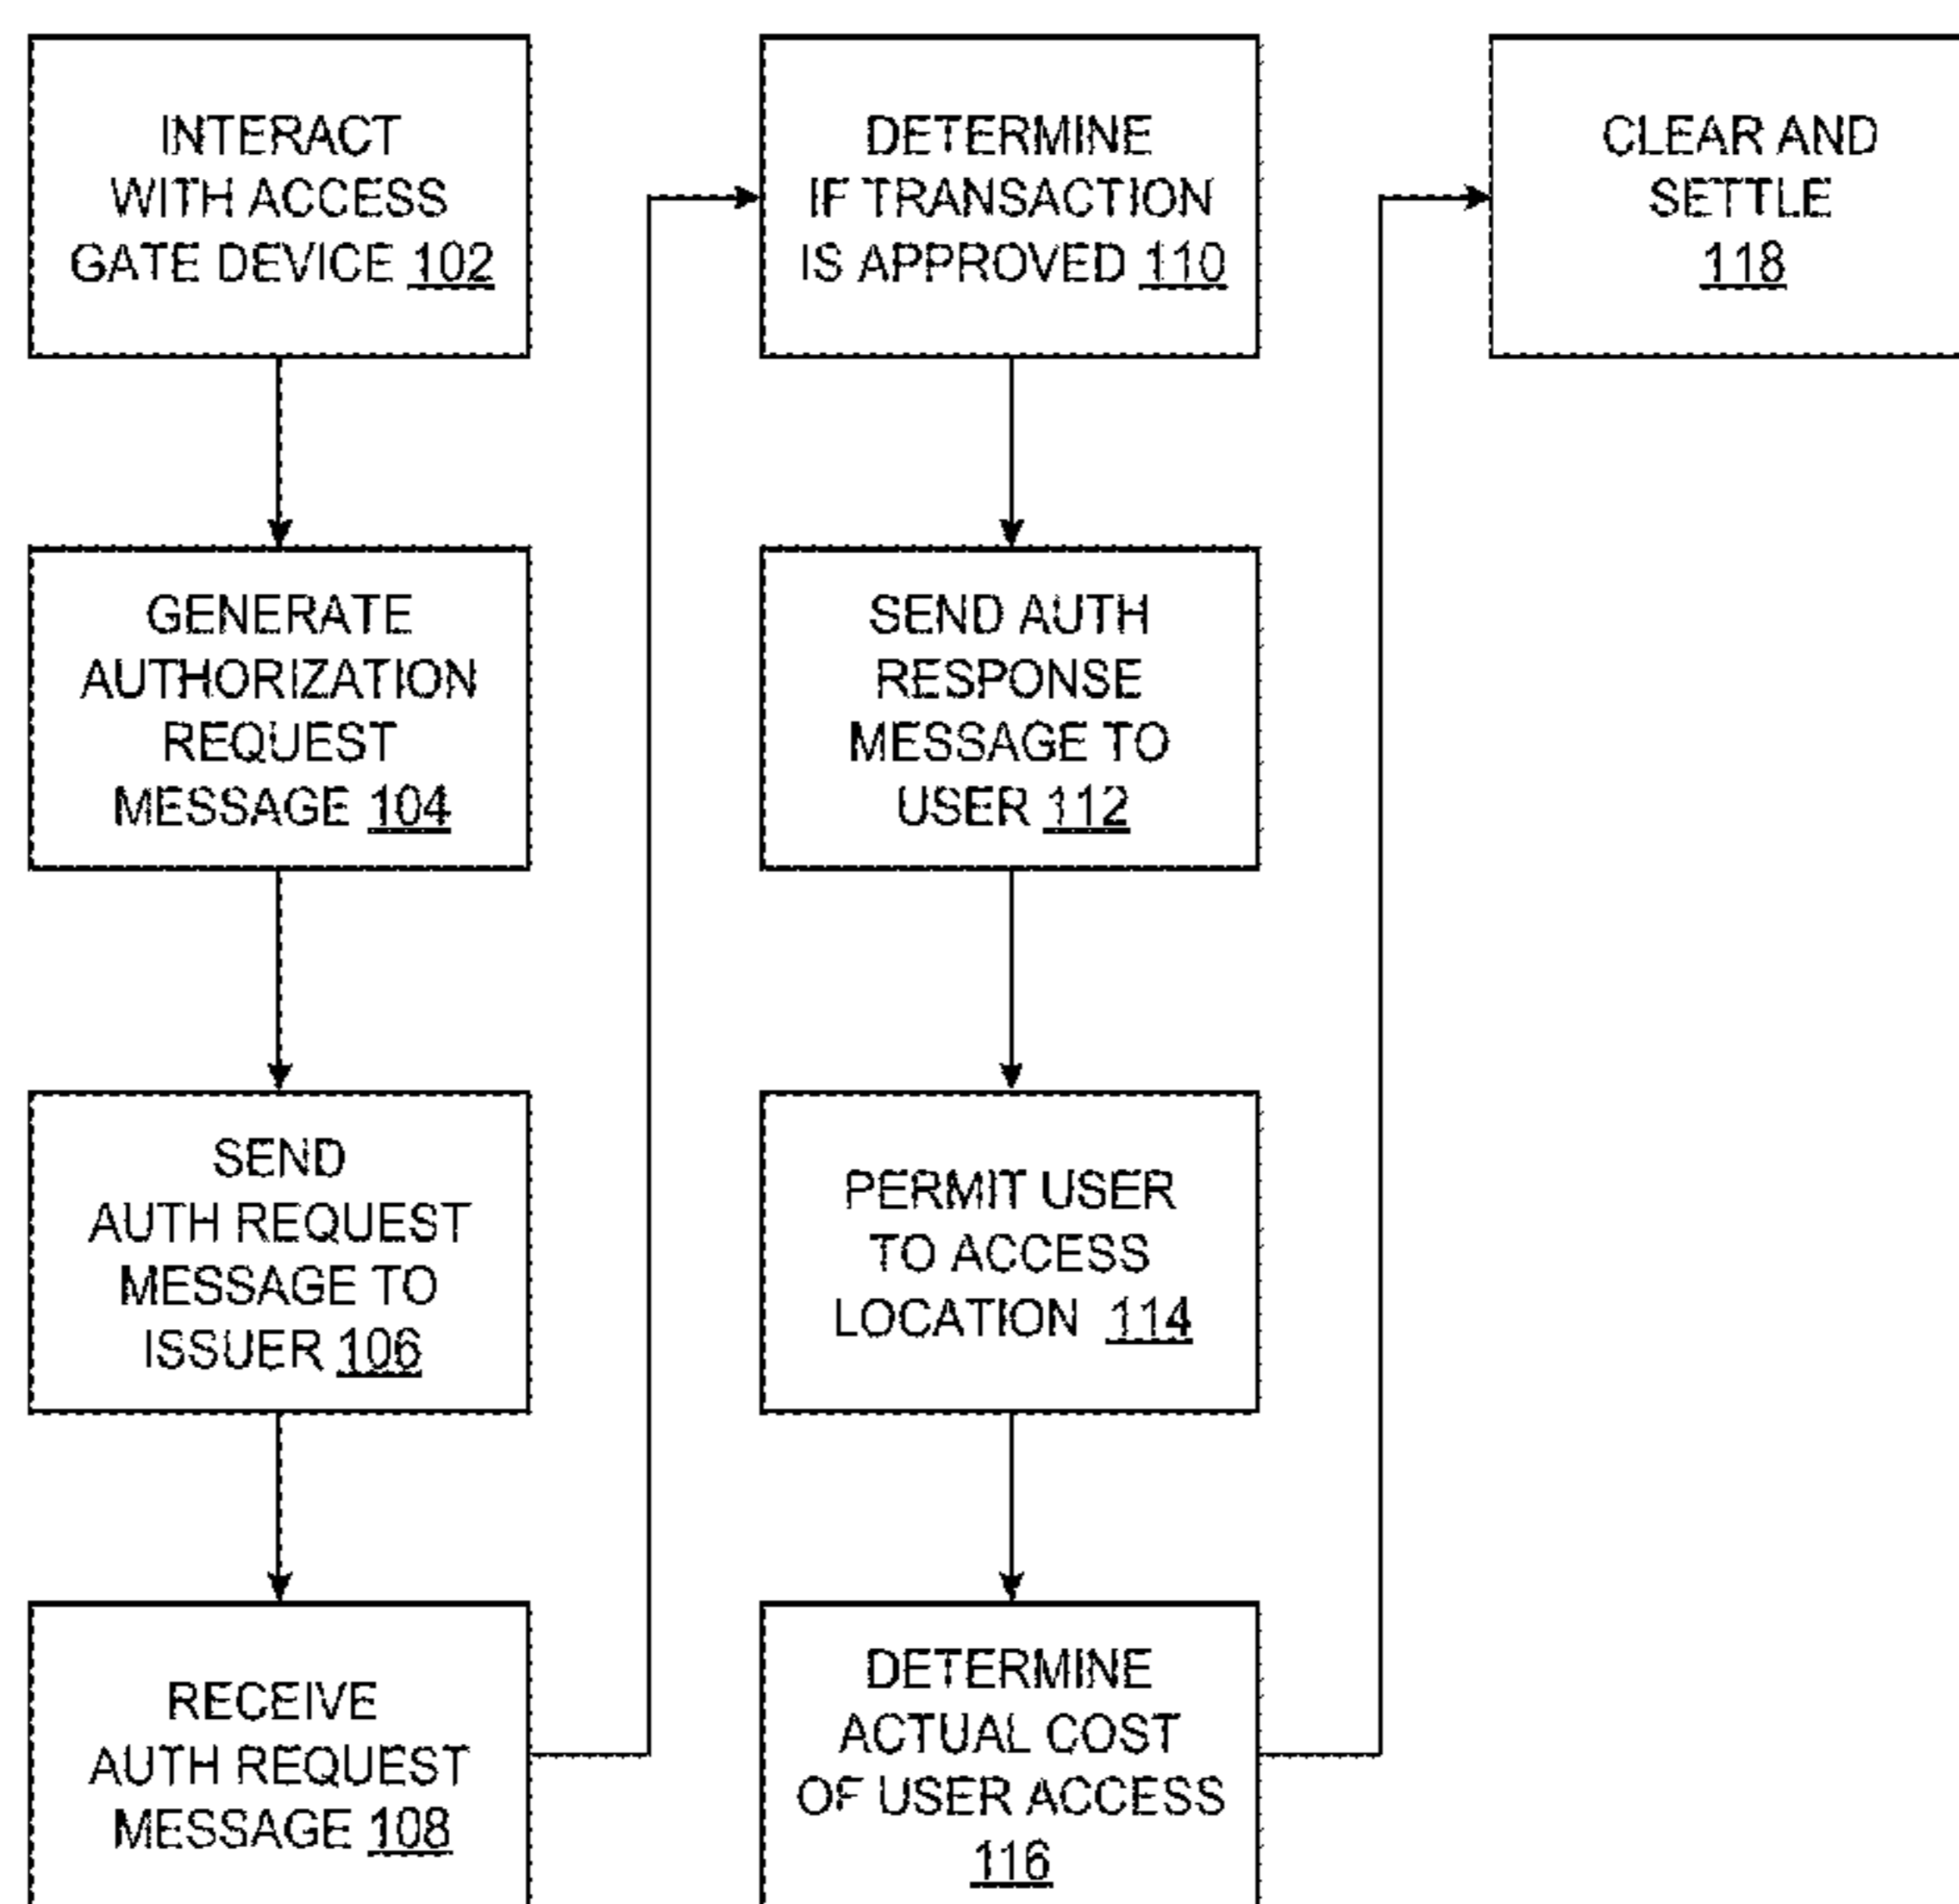 INTERACT
WITH ACCESS
GATE DEVICE 102
GENERATE
AUTHORIZATION
REQUEST
MESSAGE 104
SEND
AUTH REQUEST
MESSAGE TO
ISSUER 106
RECEIVE
AUTH REQUEST
MESSAGE 108
DETERMINE
IF TRANSACTION
IS APPROVED 110
SEND AUTH
RESPONSE
MESSAGE TO
USER 112
PERMIT USER
TO ACCESS
LOCATION 114
DETERMINE
ACTUAL COST
OF USER ACCESS
116
CLEAR AND
SETTLE
118